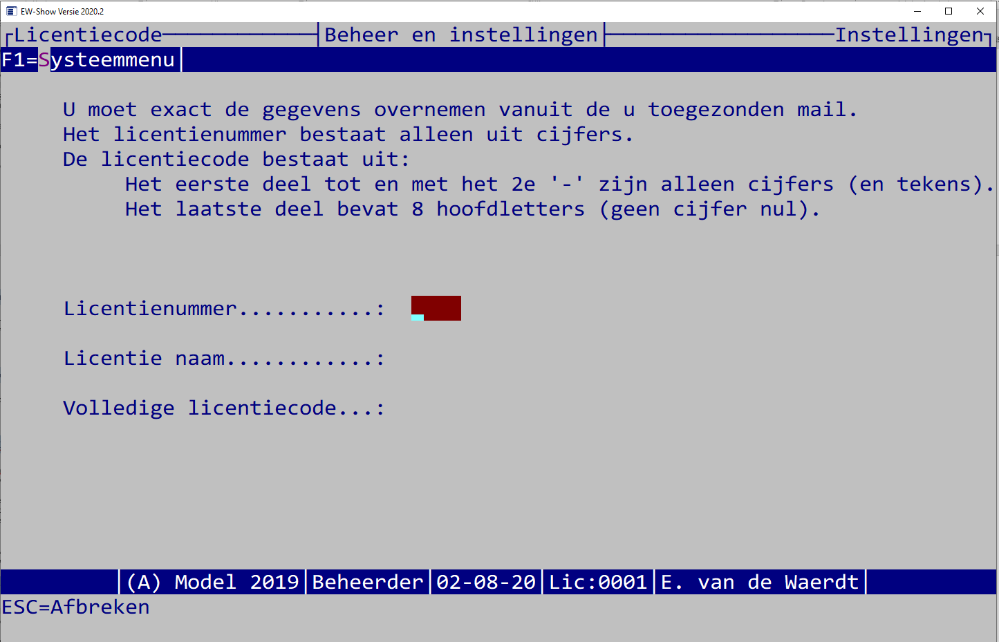 EW-Show Versie 2020.2
Licentiecode Beheer en instellingen Instellingen
F1=Systeemmenu
U moet exact de gegevens overnemen vanuit de u toegezonden mail.
Het licentienummer bestaat alleen uit cijfers.
De licentiecode bestaat uit:
Het eerste deel tot en met het 2e '-' zijn alleen cijfers (en tekens).
Het laatste deel bevat 8 hoofdletters (geen cijfer nul).
Licentienummer...........:
Licentie naam............:
Volledige licentiecode...:
(A) Model 2019|Beheerder|02-08-20|Lic:0001|E. van de Waerdt|
ESC=Afbreken